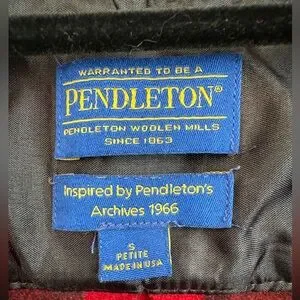 WARRANTED TO BE A
PENDLETON®
PENDLETON WOOLEN MILLS
SINCE 1863
Inspired by Pendleton's
Archives 1966
S
PETITE
MADE IN USA